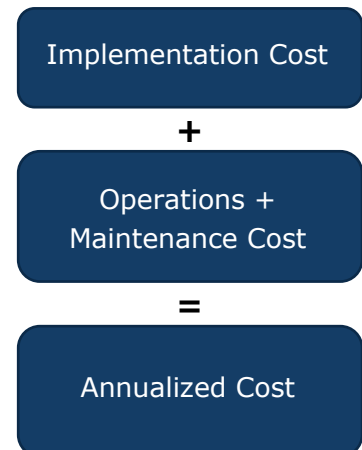 Implementation Cost
+
Operations +
Maintenance Cost
=
Annualized Cost